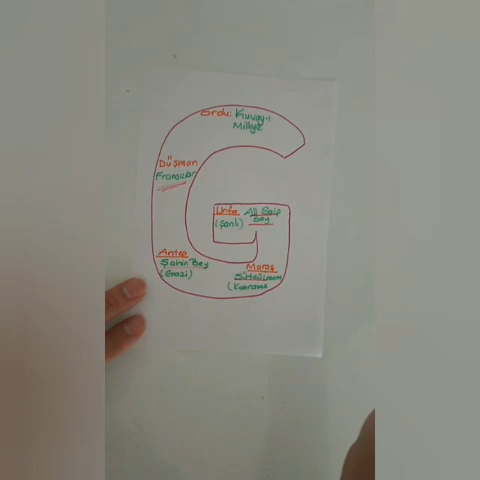 Ordu: Kuvay-ı
Milliye
Düşman
Fransızlar
Urfa Ali Saip
Bey
(Şanlı)
Antep
Şahin Bey
(Gazi)
Maraş
Sütçü İmam
(Kahraman